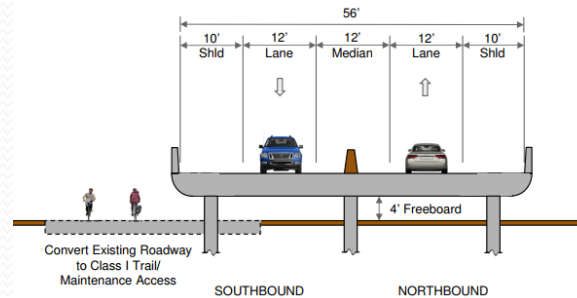 56'
10' 12' 12' 12' 10'
Shld Lane Median Lane Shld
4' Freeboard
Convert Existing Roadway
to Class I Trail/
Maintenance Access
SOUTHBOUND NORTHBOUND